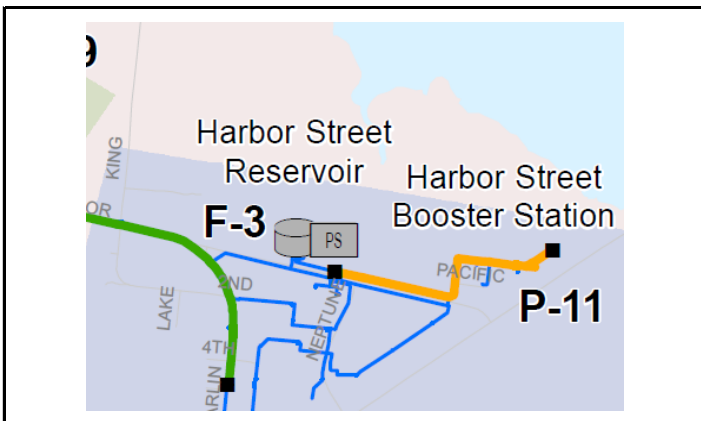 9
Harbor Street
Reservoir
Harbor Street
Booster Station
KING
OR
F-3
PS
PACIFIC
P-11
2ND
LAKE
NEPTUNE
4TH
ARLIN